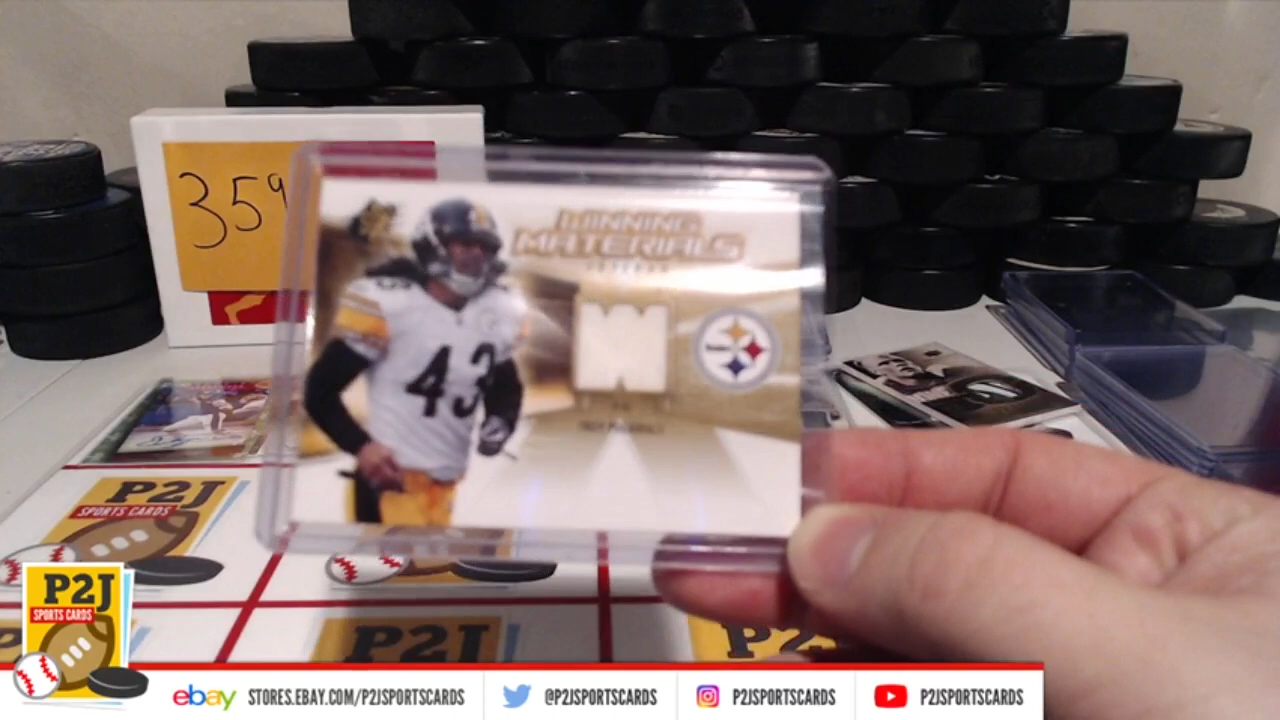 359
WINNING
MATERIALS
43
P2J
SPORTS CARDS
P2J
SPORTS CARDS
P2J
P2J
ebay STORES.EBAY.COM/P2JSPORTSCARDS @P2JSPORTSCARDS P2JSPORTSCARDS P2JSPORTSCARDS